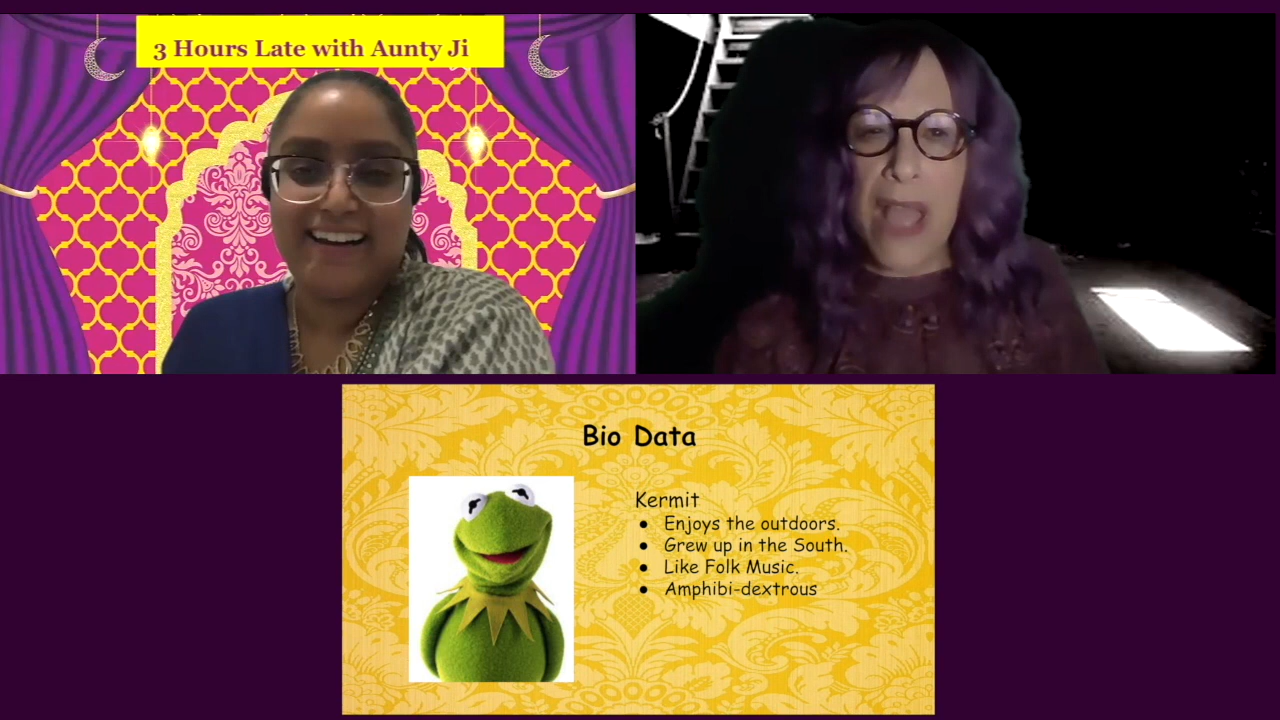 3 Hours Late with Aunty Ji
Bio Data
Kermit
● Enjoys the outdoors.
● Grew up in the South.
● Like Folk Music.
● Amphibi-dextrous